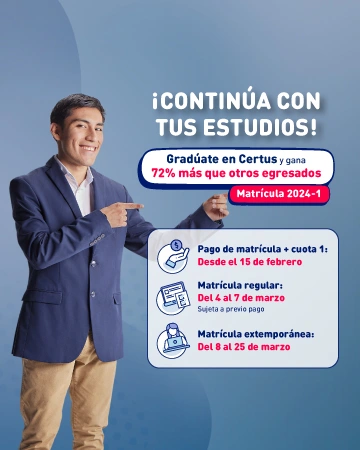 ¡CONTINÚA CON
TUS ESTUDIOS!
Gradúate en Certus y gana
72% más que otros egresados
Matrícula 2024-1
Pago de matrícula + cuota 1:
Desde el 15 de febrero
Matrícula regular:
Del 4 al 7 de marzo
Sujeta a previo pago
Matrícula extemporánea:
Del 8 al 25 de marzo